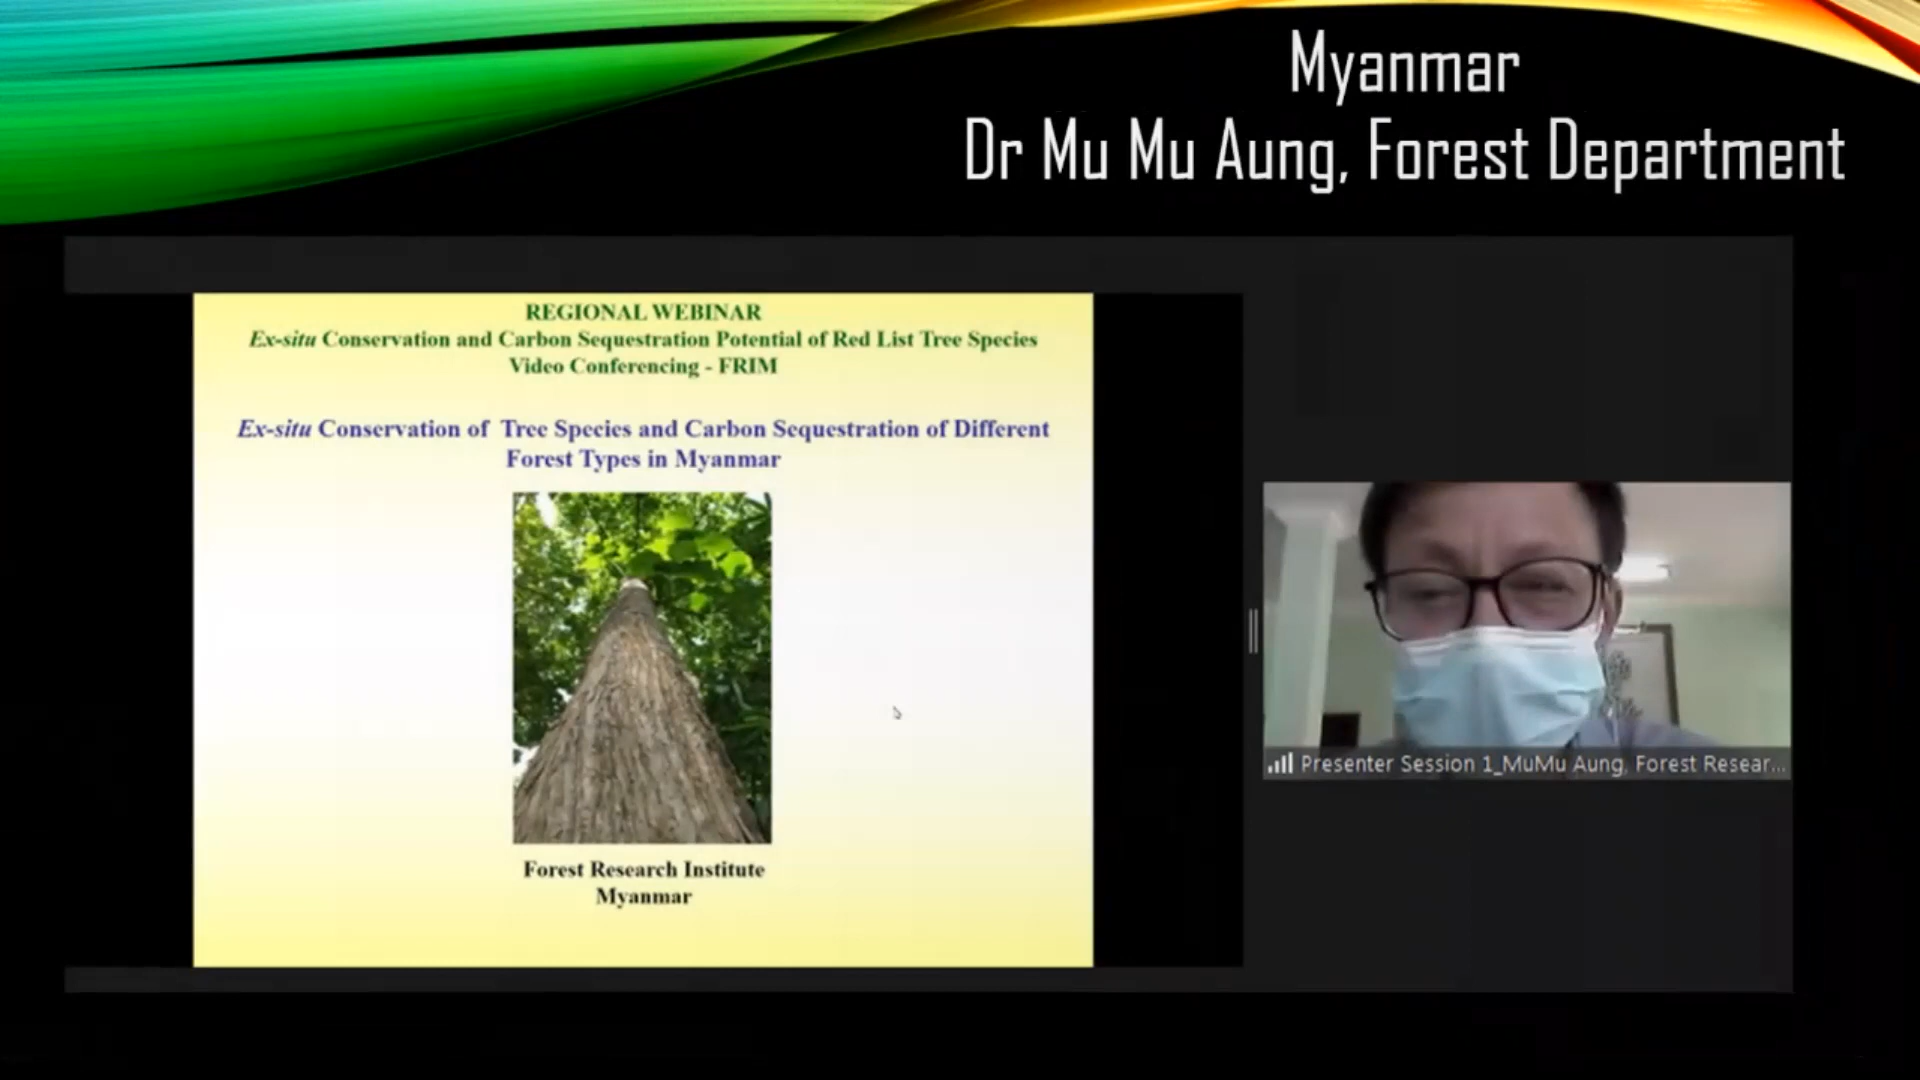 Myanmar
Dr Mu Mu Aung, Forest Department
REGIONAL WEBINAR
Ex-situ Conservation and Carbon Sequestration Potential of Red List Tree Species
Video Conferencing - FRIM
Ex-situ Conservation of Tree Species and Carbon Sequestration of Different
Forest Types in Myanmar
Forest Research Institute
Myanmar
Presenter Session 1_MuMu Aung, Forest Resear...